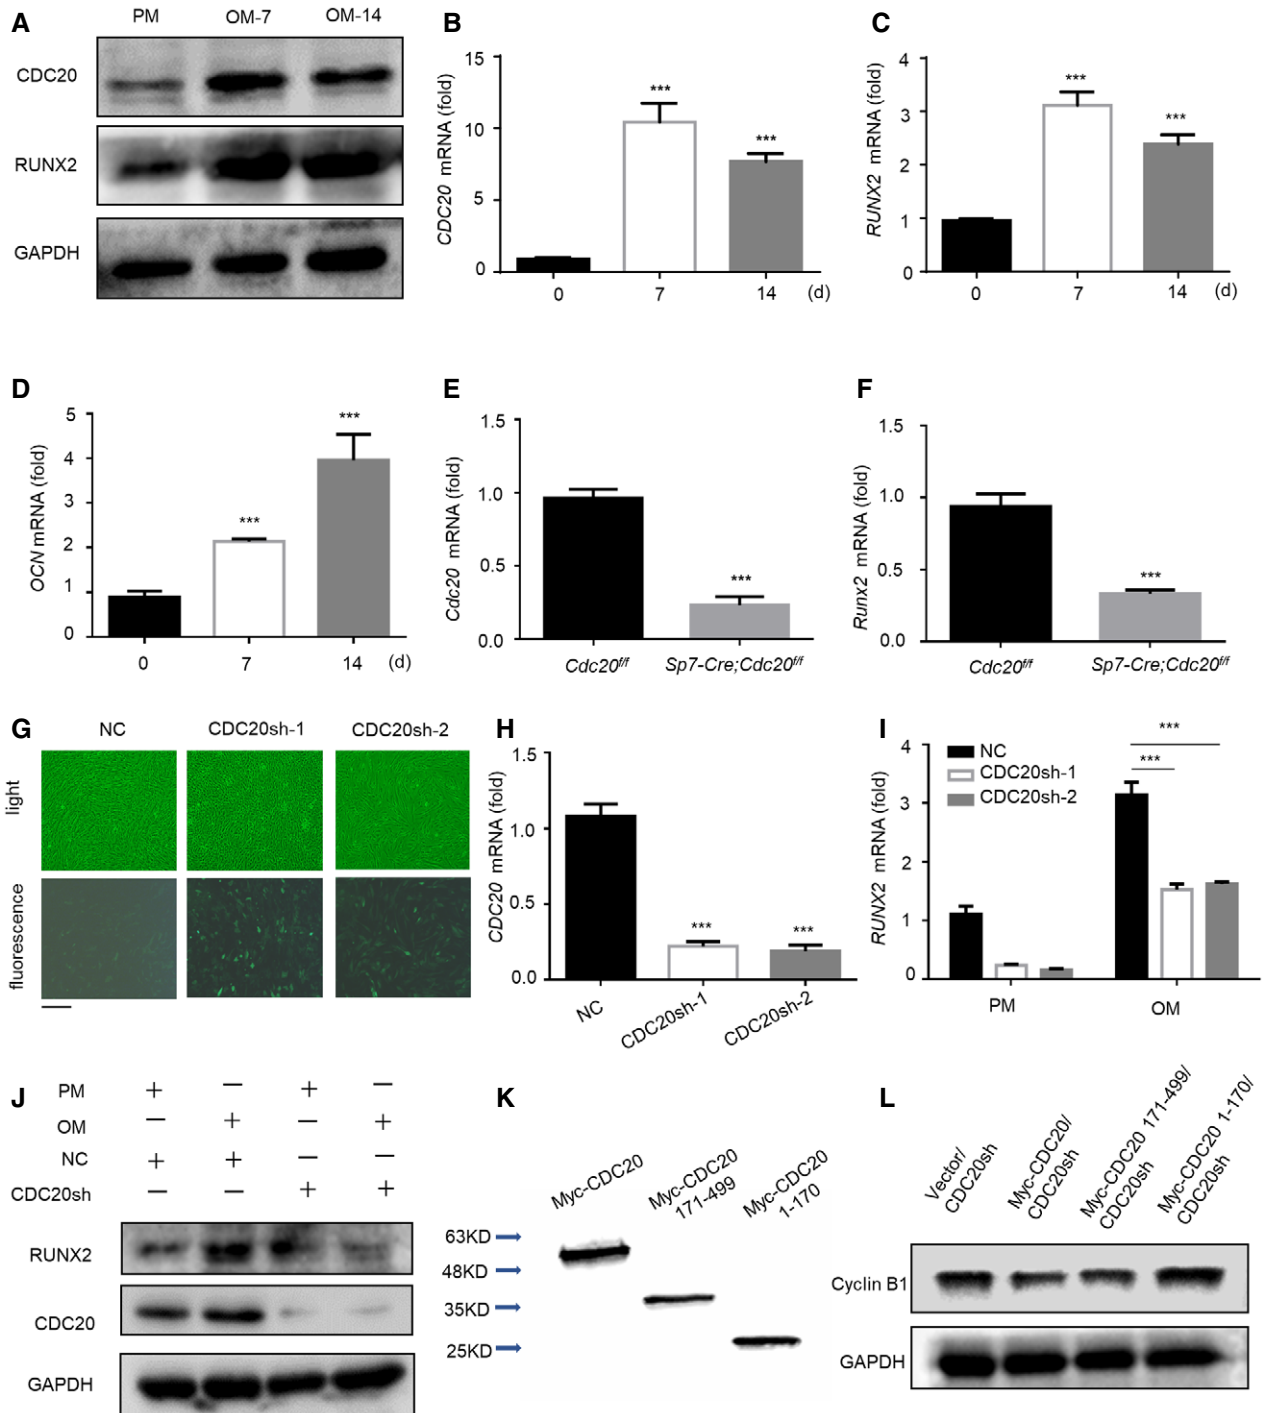 A
PM OM-7 OM-14
CDC20
RUNX2
GAPDH
B
CDC20 mRNA (fold)
15
10
5
0
***
***
0 7 14 (d)
C
RUNX2 mRNA (fold)
4
3
2
1
0
***
***
0 7 14 (d)
D
OCN mRNA (fold)
5
4
3
2
1
0
***
***
0 7 14 (d)
E
Cdc20 mRNA (fold)
1.5
1.0
0.5
0.0
***
Cdc20f/f Sp7-Cre;Cdc20f/f
F
Runx2 mRNA (fold)
1.5
1.0
0.5
0.0
***
Cdc20f/f Sp7-Cre;Cdc20f/f
G
NC CDC20sh-1 CDC20sh-2
light
fluorescence
H
CDC20 mRNA (fold)
1.5
1.0
0.5
0.0
***
***
NC CDC20sh-1 CDC20sh-2
I
RUNX2 mRNA (fold)
4
3
2
1
0
NC
CDC20sh-1
CDC20sh-2
***
***
PM OM
J
PM + — + —
OM — + — +
NC + + — —
CDC20sh — — + +
RUNX2
CDC20
GAPDH
K
Myc-CDC20
Myc-CDC20
171-499
Myc-CDC20
1-170
63KD
48KD
35KD
25KD
L
Vector/
CDC20sh
Myc-CDC20/
CDC20sh
Myc-CDC20 171-499/
CDC20sh
Myc-CDC20 1-170/
CDC20sh
Cyclin B1
GAPDH